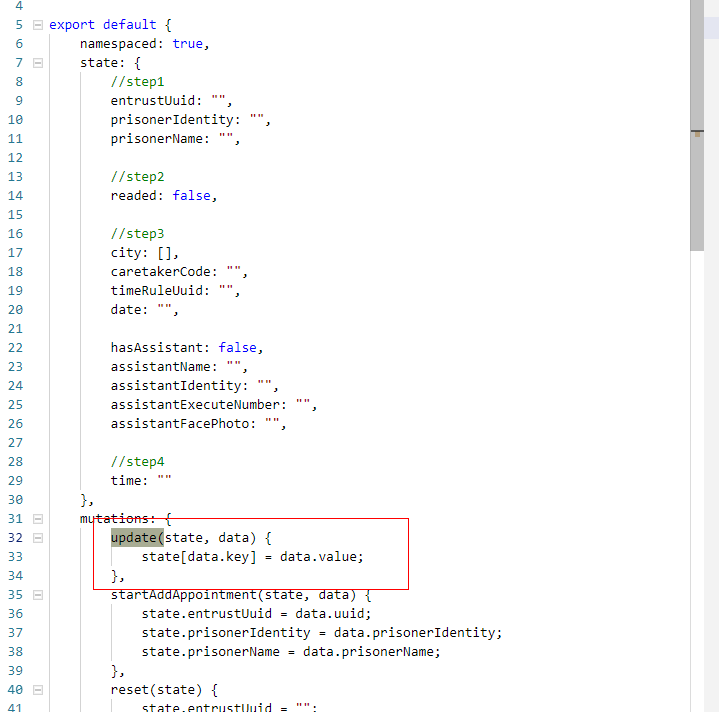 4
5 export default {
6 namespaced: true,
7 state: {
8 //step1
9 entrustUuid: "",
10 prisonerIdentity: "",
11 prisonerName: "",
12
13 //step2
14 readed: false,
15
16 //step3
17 city: [],
18 caretakerCode: "",
19 timeRuleUuid: "",
20 date: "",
21
22 hasAssistant: false,
23 assistantName: "",
24 assistantIdentity: "",
25 assistantExecuteNumber: "",
26 assistantFacePhoto: "",
27
28 //step4
29 time: ""
30 },
31 mutations: {
32 update(state, data) {
33 state[data.key] = data.value;
34 },
35 startAddAppointment(state, data) {
36 state.entrustUuid = data.uuid;
37 state.prisonerIdentity = data.prisonerIdentity;
38 state.prisonerName = data.prisonerName;
39 },
40 reset(state) {
41 state.entrustUuid = "";